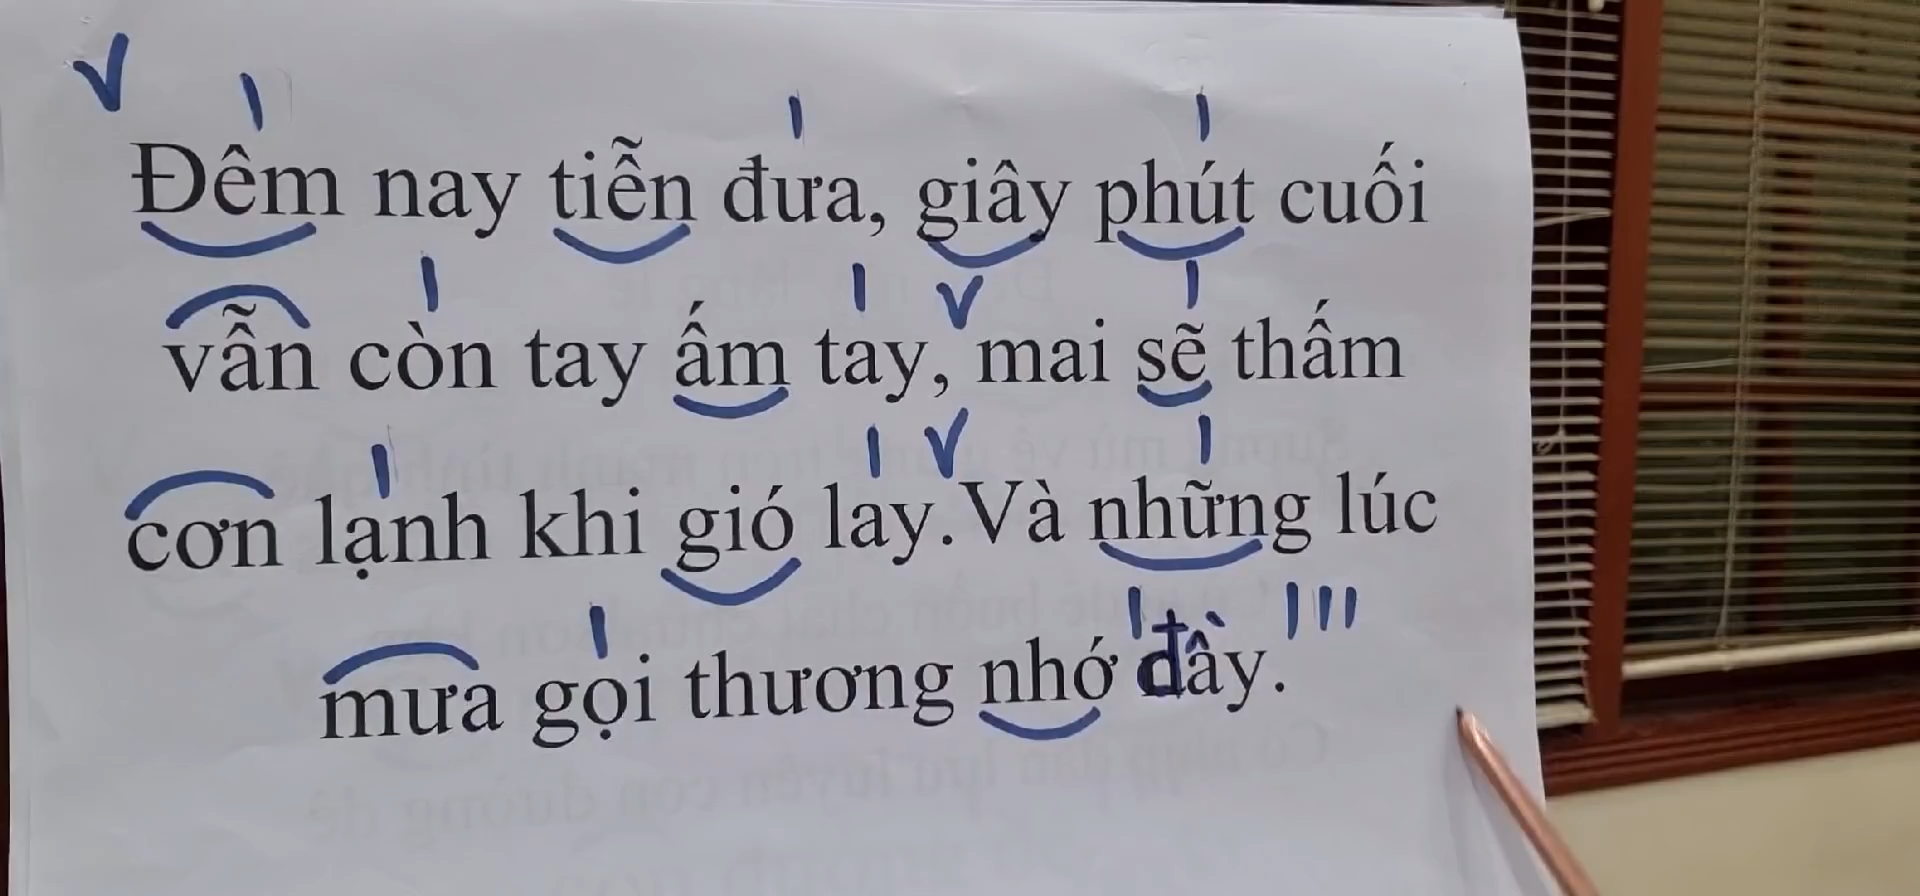 Đêm nay tiễn đưa, giây phút cuối
vẫn còn tay ấm tay, mai sẽ thấm
cơn lạnh khi gió lay.Và những lúc
mưa gọi thương nhớ đầy.